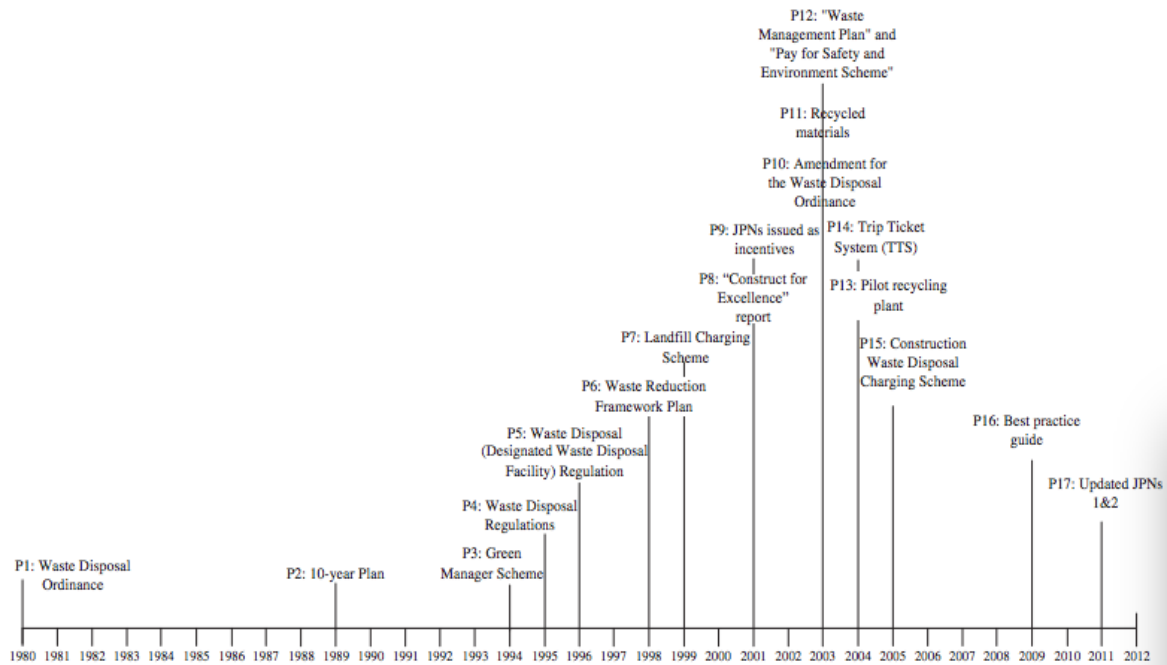 P12: "Waste
Management Plan" and
"Pay for Safety and
Environment Scheme"
P11: Recycled
materials
P10: Amendment for
the Waste Disposal
Ordinance
P9: JPNs issued as
incentives
P14: Trip Ticket
System (TTS)
P8: “Construct for
Excellence”
report
P13: Pilot recycling
plant
P7: Landfill Charging
Scheme
P15: Construction
Waste Disposal
Charging Scheme
P6: Waste Reduction
Framework Plan
P5: Waste Disposal
(Designated Waste Disposal
Facility) Regulation
P16: Best practice
guide
P4: Waste Disposal
Regulations
P17: Updated JPNs
1&2
P3: Green
Manager Scheme
P1: Waste Disposal
Ordinance
P2: 10-year Plan
1980 1981 1982 1983 1984 1985 1986 1987 1988 1989 1990 1991 1992 1993 1994 1995 1996 1997 1998 1999 2000 2001 2002 2003 2004 2005 2006 2007 2008 2009 2010 2011 2012